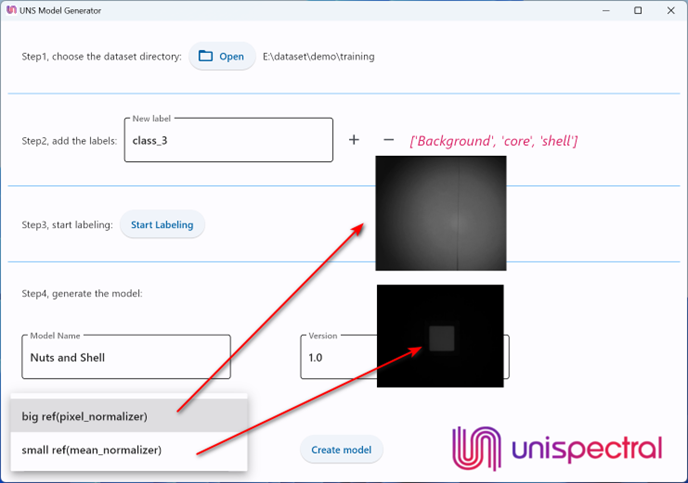 UNS Model Generator
Step1, choose the dataset directory: Open E:\dataset\demo\training
New label
Step2, add the labels: class_3 + − ['Background', 'core', 'shell']
Step3, start labeling: Start Labeling
Step4, generate the model:
Model Name Version
Nuts and Shell 1.0
big ref(pixel_normalizer)
small ref(mean_normalizer)
Create model
unispectral